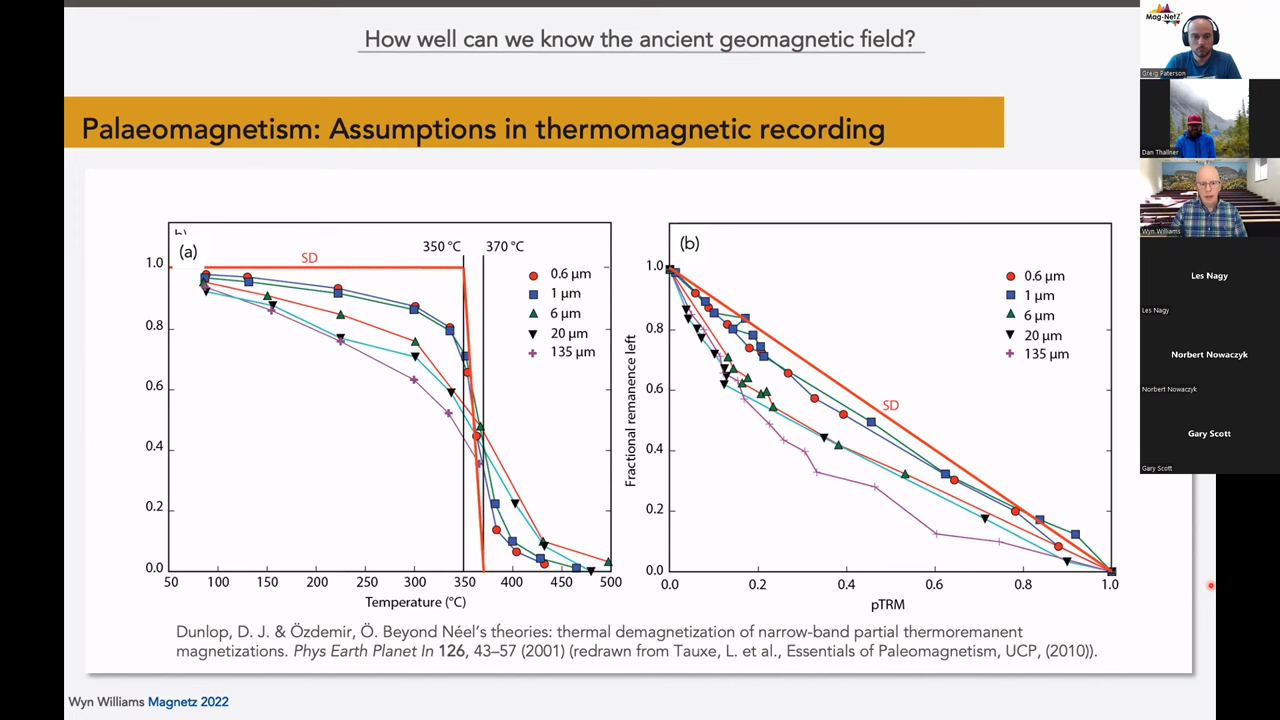 How well can we know the ancient geomagnetic field?
Palaeomagnetism: Assumptions in thermomagnetic recording
(a)
SD
350 °C
370 °C
0.6 μm
1 μm
6 μm
20 μm
135 μm
1.0
0.8
0.6
0.4
0.2
0.0
50 100 150 200 250 300 350 400 450 500
Temperature (°C)
(b)
SD
0.6 μm
1 μm
6 μm
20 μm
135 μm
Fractional remanence left
1.0
0.8
0.6
0.4
0.2
0.0
0.0 0.2 0.4 0.6 0.8 1.0
pTRM
Dunlop, D. J. & Özdemir, Ö. Beyond Néel's theories: thermal demagnetization of narrow-band partial thermoremanent
magnetizations. Phys Earth Planet In 126, 43–57 (2001) (redrawn from Tauxe, L. et al., Essentials of Paleomagnetism, UCP, (2010)).
Wyn Williams Magnetz 2022
Mag-NetZ
Greig Paterson
Dan Thallner
Wyn Williams
Les Nagy
Les Nagy
Norbert Nowaczyk
Norbert Nowaczyk
Gary Scott
Gary Scott